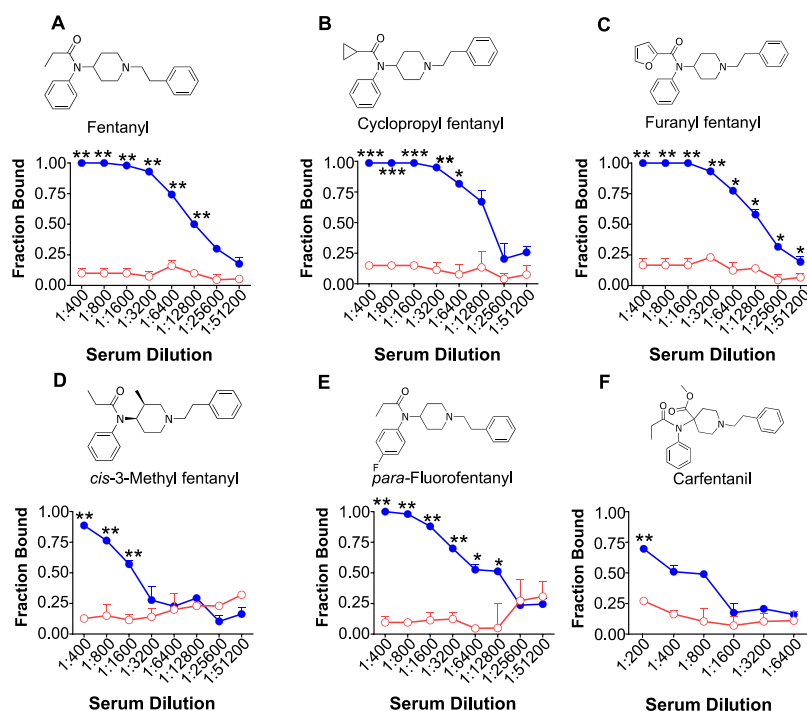 A
B
C
O
N
N
O
N
N
O
O
N
N
Fentanyl
Cyclopropyl fentanyl
Furanyl fentanyl
Fraction Bound
1.00
0.75
0.50
0.25
0.00
** ** ** ** ** **
1:400
1:800
1:1600
1:3200
1:6400
1:12800
1:25600
1:51200
Serum Dilution
Fraction Bound
1.00
0.75
0.50
0.25
0.00
*** *** *** ** *
1:400
1:800
1:1600
1:3200
1:6400
1:12800
1:25600
1:51200
Serum Dilution
Fraction Bound
1.00
0.75
0.50
0.25
0.00
** ** ** ** * * * *
1:400
1:800
1:1600
1:3200
1:6400
1:12800
1:25600
1:51200
Serum Dilution
D
E
F
O
N
N
O
N
N
F
O
O
O
N
N
cis-3-Methyl fentanyl
para-Fluorofentanyl
Carfentanil
Fraction Bound
1.00
0.75
0.50
0.25
0.00
** ** **
1:400
1:800
1:1600
1:3200
1:6400
1:12800
1:25600
1:51200
Serum Dilution
Fraction Bound
1.00
0.75
0.50
0.25
0.00
** ** ** ** * **
*
1:400
1:800
1:1600
1:3200
1:6400
1:12800
1:25600
1:51200
Serum Dilution
Fraction Bound
1.00
0.75
0.50
0.25
0.00
**
1:200
1:400
1:800
1:1600
1:3200
1:6400
Serum Dilution